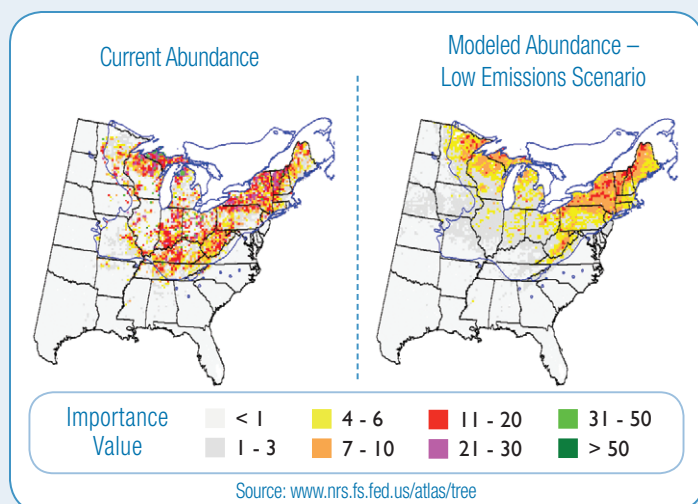 Current Abundance
Modeled Abundance –
Low Emissions Scenario
Importance
Value
< 1
4 - 6
11 - 20
31 - 50
1 - 3
7 - 10
21 - 30
> 50
Source: www.nrs.fs.fed.us/atlas/tree